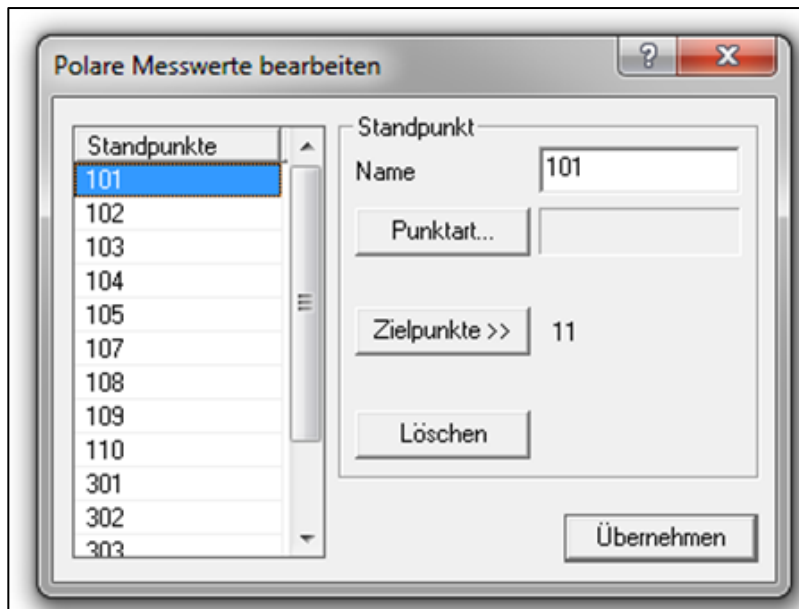 Polare Messwerte bearbeiten
Standpunkte
101
102
103
104
105
107
108
109
110
301
302
303
Standpunkt
Name 101
Punktart...
Zielpunkte >> 11
Löschen
Übernehmen